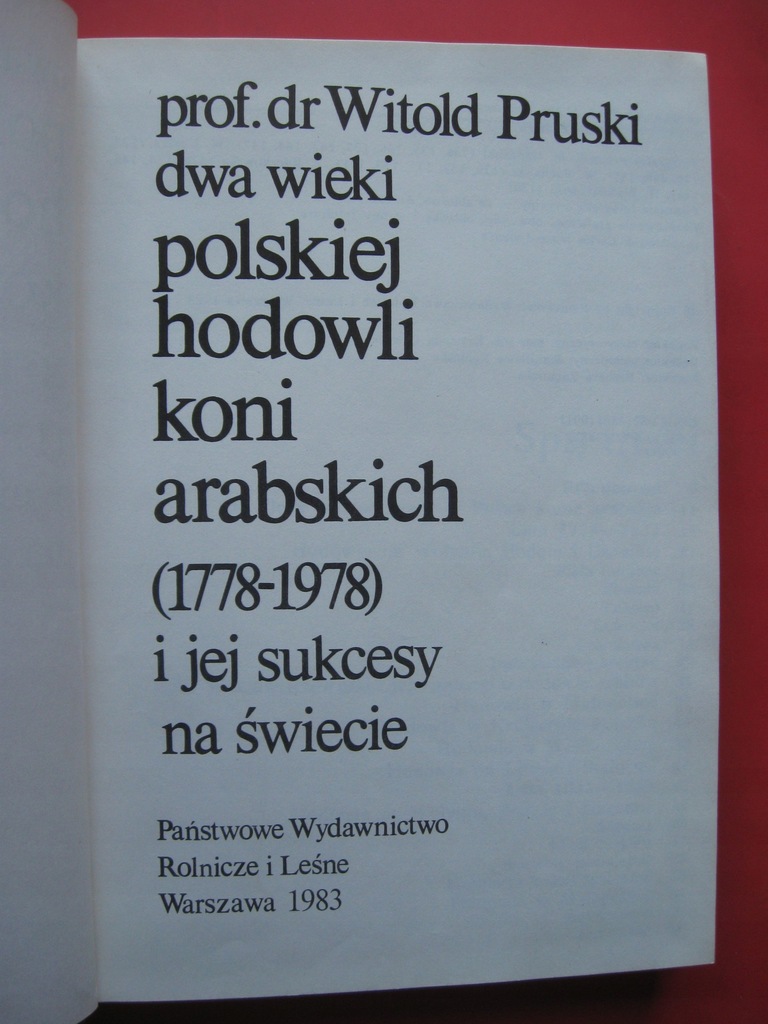 prof. dr Witold Pruski
dwa wieki
polskiej
hodowli
koni
arabskich
(1778-1978)
i jej sukcesy
na świecie
Państwowe Wydawnictwo
Rolnicze i Leśne
Warszawa 1983